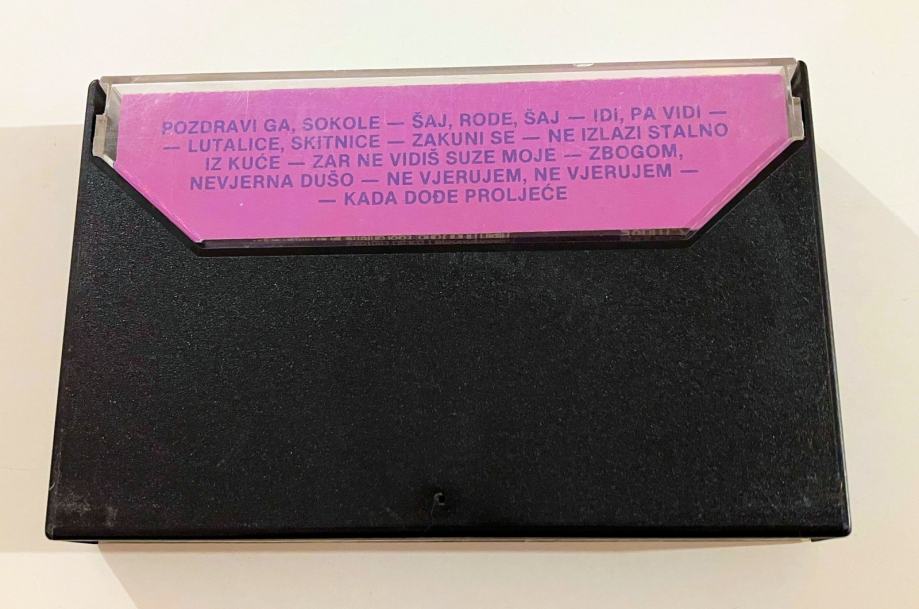 POZDRAVI GA, SOKOLE — ŠAJ, RODE, ŠAJ — IDI, PA VIDI —
— LUTALICE, SKITNICE — ZAKUNI SE — NE IZLAZI STALNO
IZ KUĆE — ZAR NE VIDIŠ SUZE MOJE — ZBOGOM,
NEVJERNA DUŠO — NE VJERUJEM, NE VJERUJEM —
— KADA DOĐE PROLJEĆE